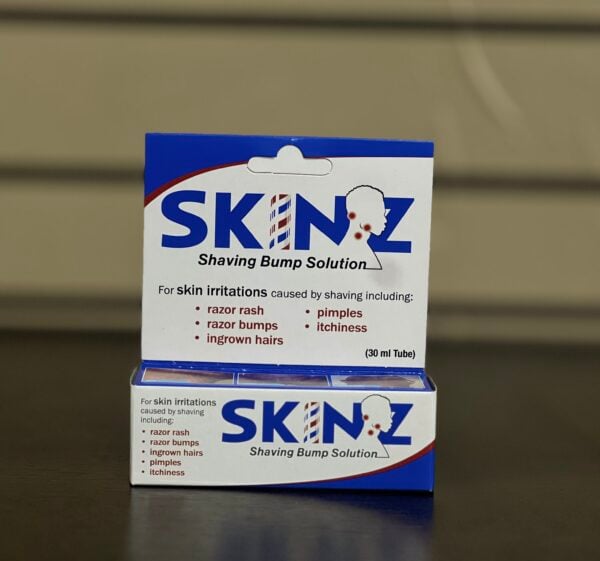 SKINZ
Shaving Bump Solution
For skin irritations caused by shaving including:
• razor rash
• razor bumps
• ingrown hairs
• pimples
• itchiness
(30 ml Tube)
For skin irritations
caused by shaving
including:
• razor rash
• razor bumps
• ingrown hairs
• pimples
• itchiness
SKINZ
Shaving Bump Solution